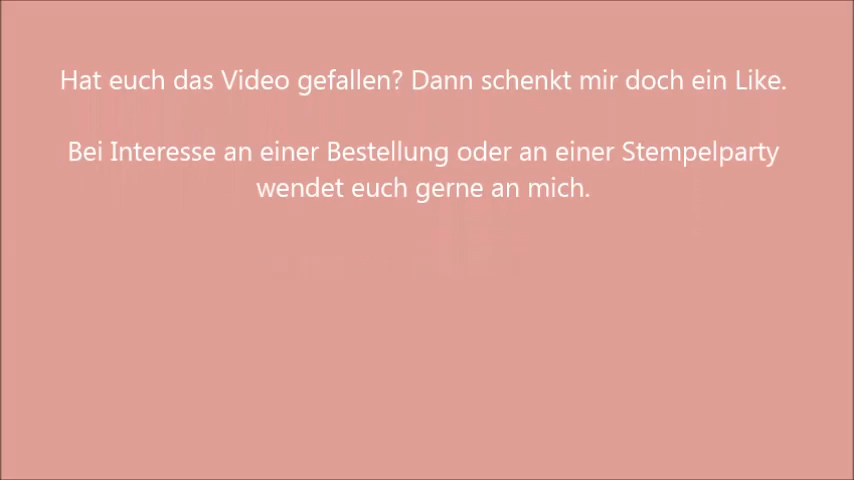 Hat euch das Video gefallen? Dann schenkt mir doch ein Like.
Bei Interesse an einer Bestellung oder an einer Stempelparty
wendet euch gerne an mich.